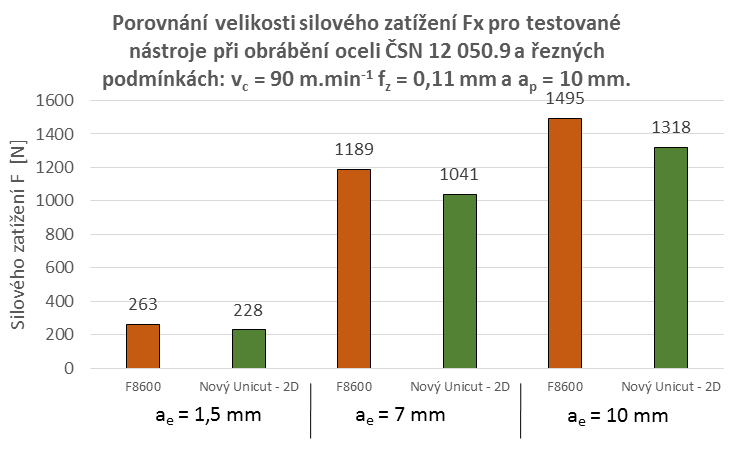 Porovnání velikosti silového zatížení Fx pro testované
nástroje při obrábění oceli ČSN 12 050.9 a řezných
podmínkách: vc = 90 m.min-1 fz = 0,11 mm a ap = 10 mm.
Silového zatížení F [N]
1600
1400
1200
1000
800
600
400
200
0
263
228
1189
1041
1495
1318
F8600 Nový Unicut - 2D F8600 Nový Unicut - 2D F8600 Nový Unicut - 2D
ae = 1,5 mm ae = 7 mm ae = 10 mm